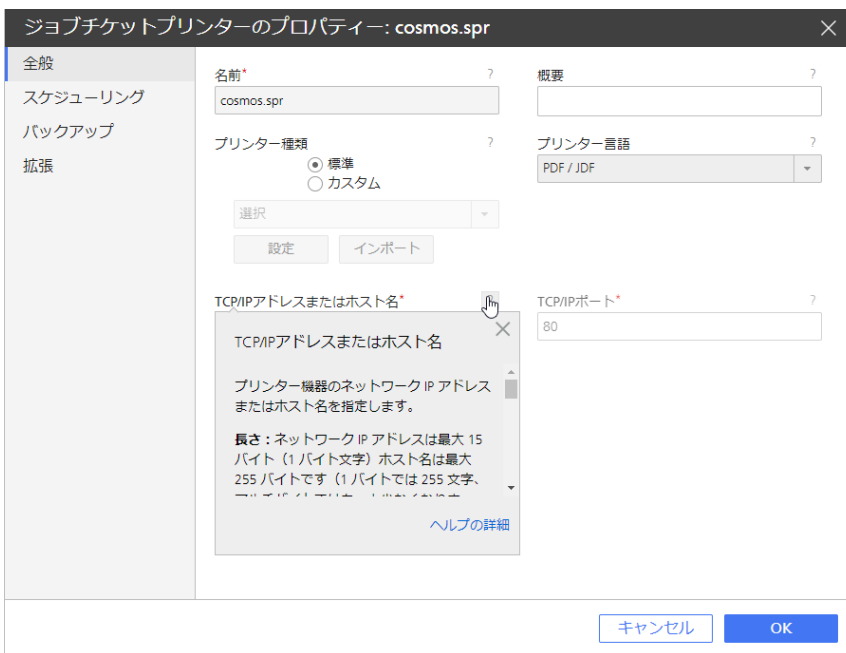 ジョブチケットプリンターのプロパティー: cosmos.spr
全般
スケジューリング
バックアップ
拡張
名前* ?
cosmos.spr
概要 ?
プリンター種類 ?
標準
カスタム
選択
設定 インポート
プリンター言語 ?
PDF / JDF
TCP/IPアドレスまたはホスト名*
TCP/IPポート* ?
80
TCP/IPアドレスまたはホスト名
プリンター機器のネットワーク IP アドレス
またはホスト名を指定します。
長さ : ネットワーク IP アドレスは最大 15
バイト（1 バイト文字）ホスト名は最大
255 バイトです（1 バイトでは 255 文字、
ヘルプの詳細
キャンセル OK